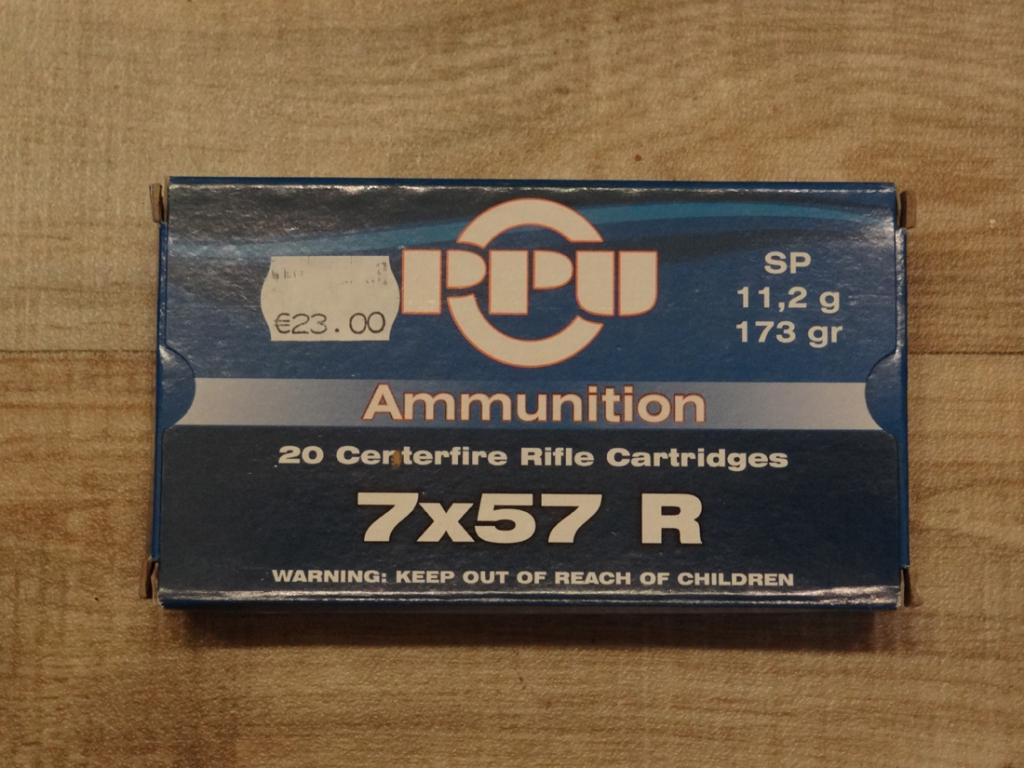 PPU
SP
11,2 g
173 gr
€23.00
Ammunition
20 Centerfire Rifle Cartridges
7x57 R
WARNING: KEEP OUT OF REACH OF CHILDREN